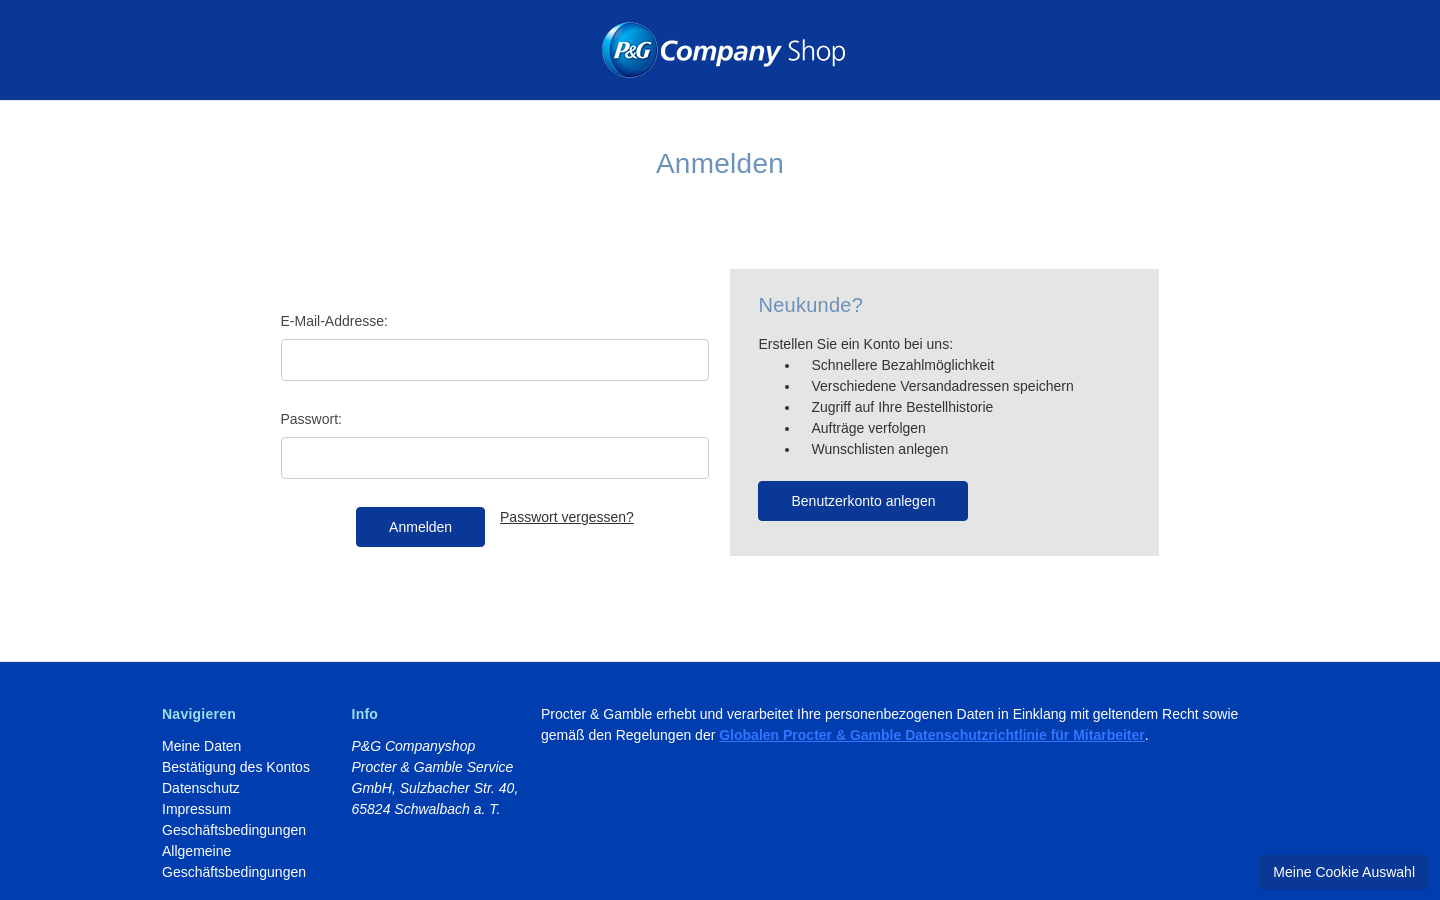 P&G Company Shop
Anmelden
E-Mail-Addresse:
Passwort:
Anmelden
Passwort vergessen?
Neukunde?
Erstellen Sie ein Konto bei uns:
Schnellere Bezahlmöglichkeit
Verschiedene Versandadressen speichern
Zugriff auf Ihre Bestellhistorie
Aufträge verfolgen
Wunschlisten anlegen
Benutzerkonto anlegen
Navigieren
Meine Daten
Bestätigung des Kontos
Datenschutz
Impressum
Geschäftsbedingungen
Allgemeine
Geschäftsbedingungen
Info
P&G Companyshop
Procter & Gamble Service
GmbH, Sulzbacher Str. 40,
65824 Schwalbach a. T.
Procter & Gamble erhebt und verarbeitet Ihre personenbezogenen Daten in Einklang mit geltendem Recht sowie
gemäß den Regelungen der Globalen Procter & Gamble Datenschutzrichtlinie für Mitarbeiter.
Meine Cookie Auswahl